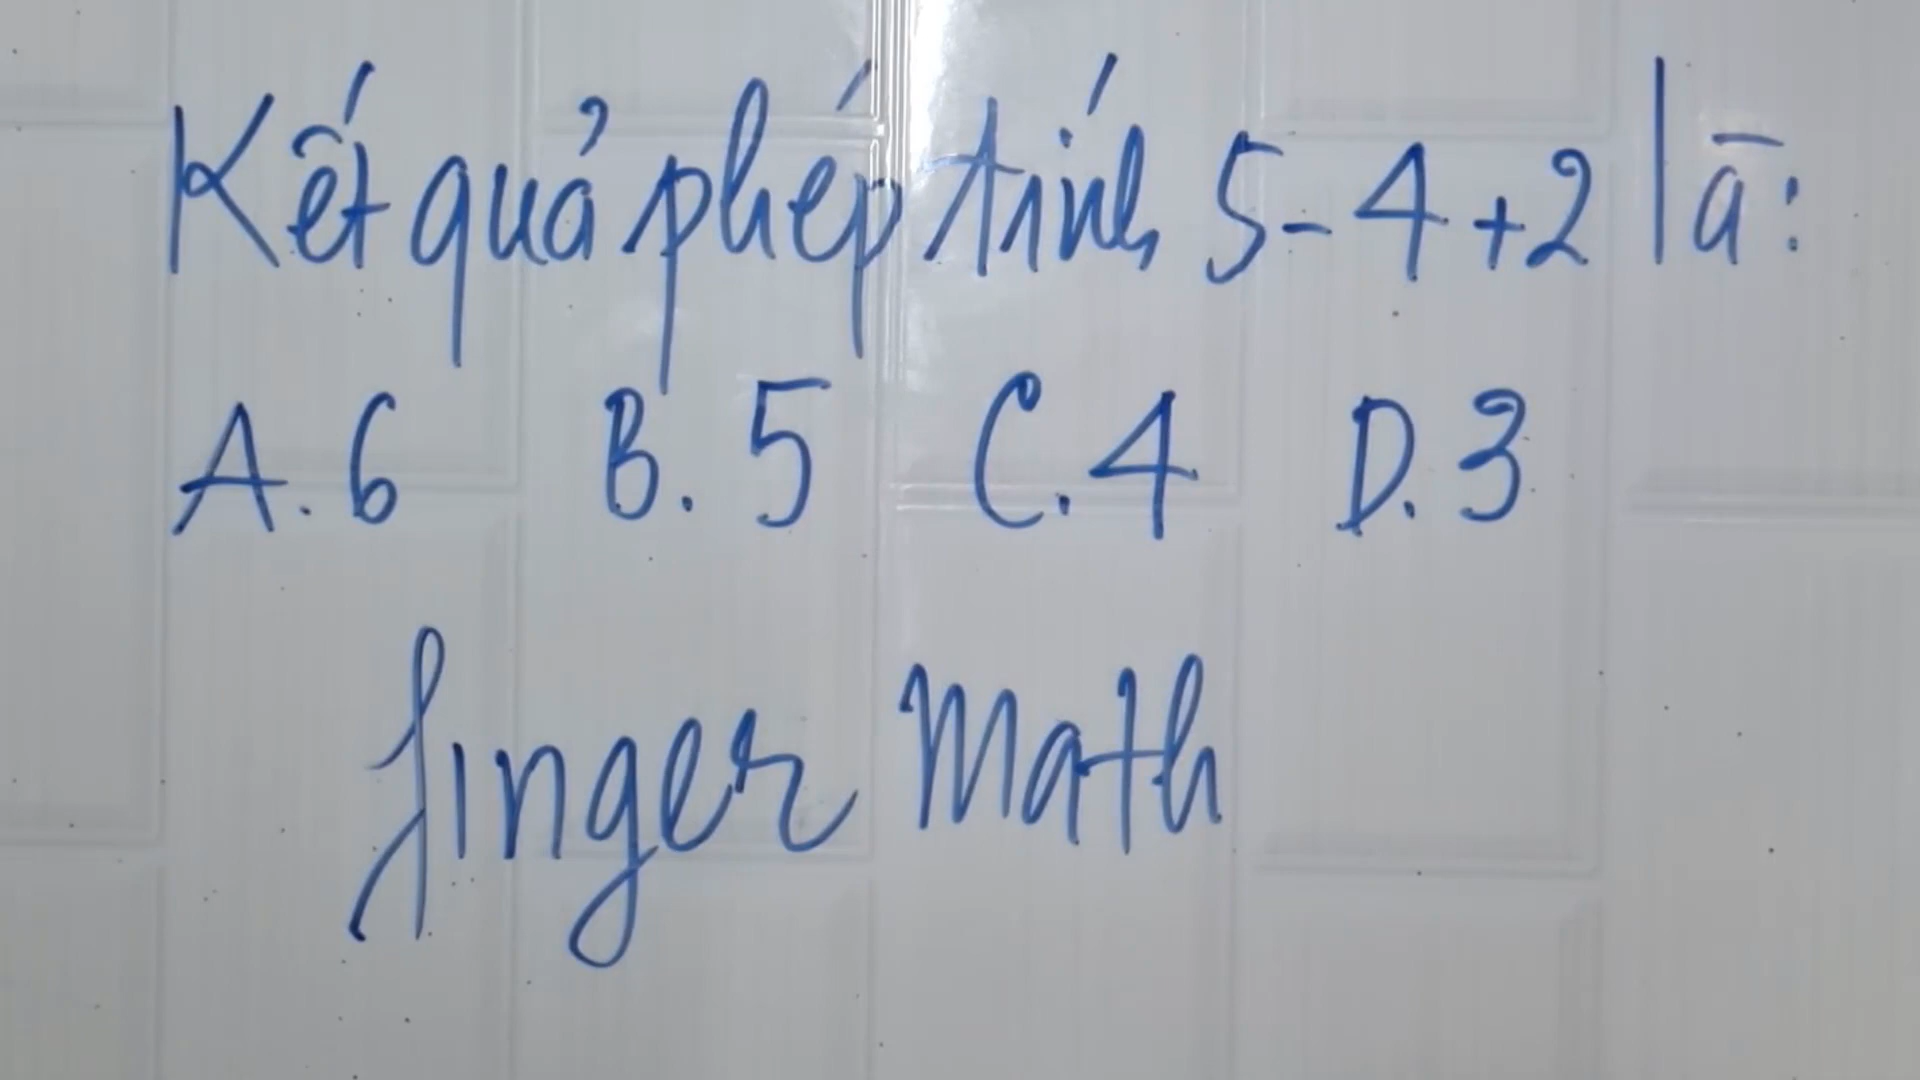 Kết quả phép tính 5-4+2 là:
A. 6 B. 5 C. 4 D. 3
finger Math